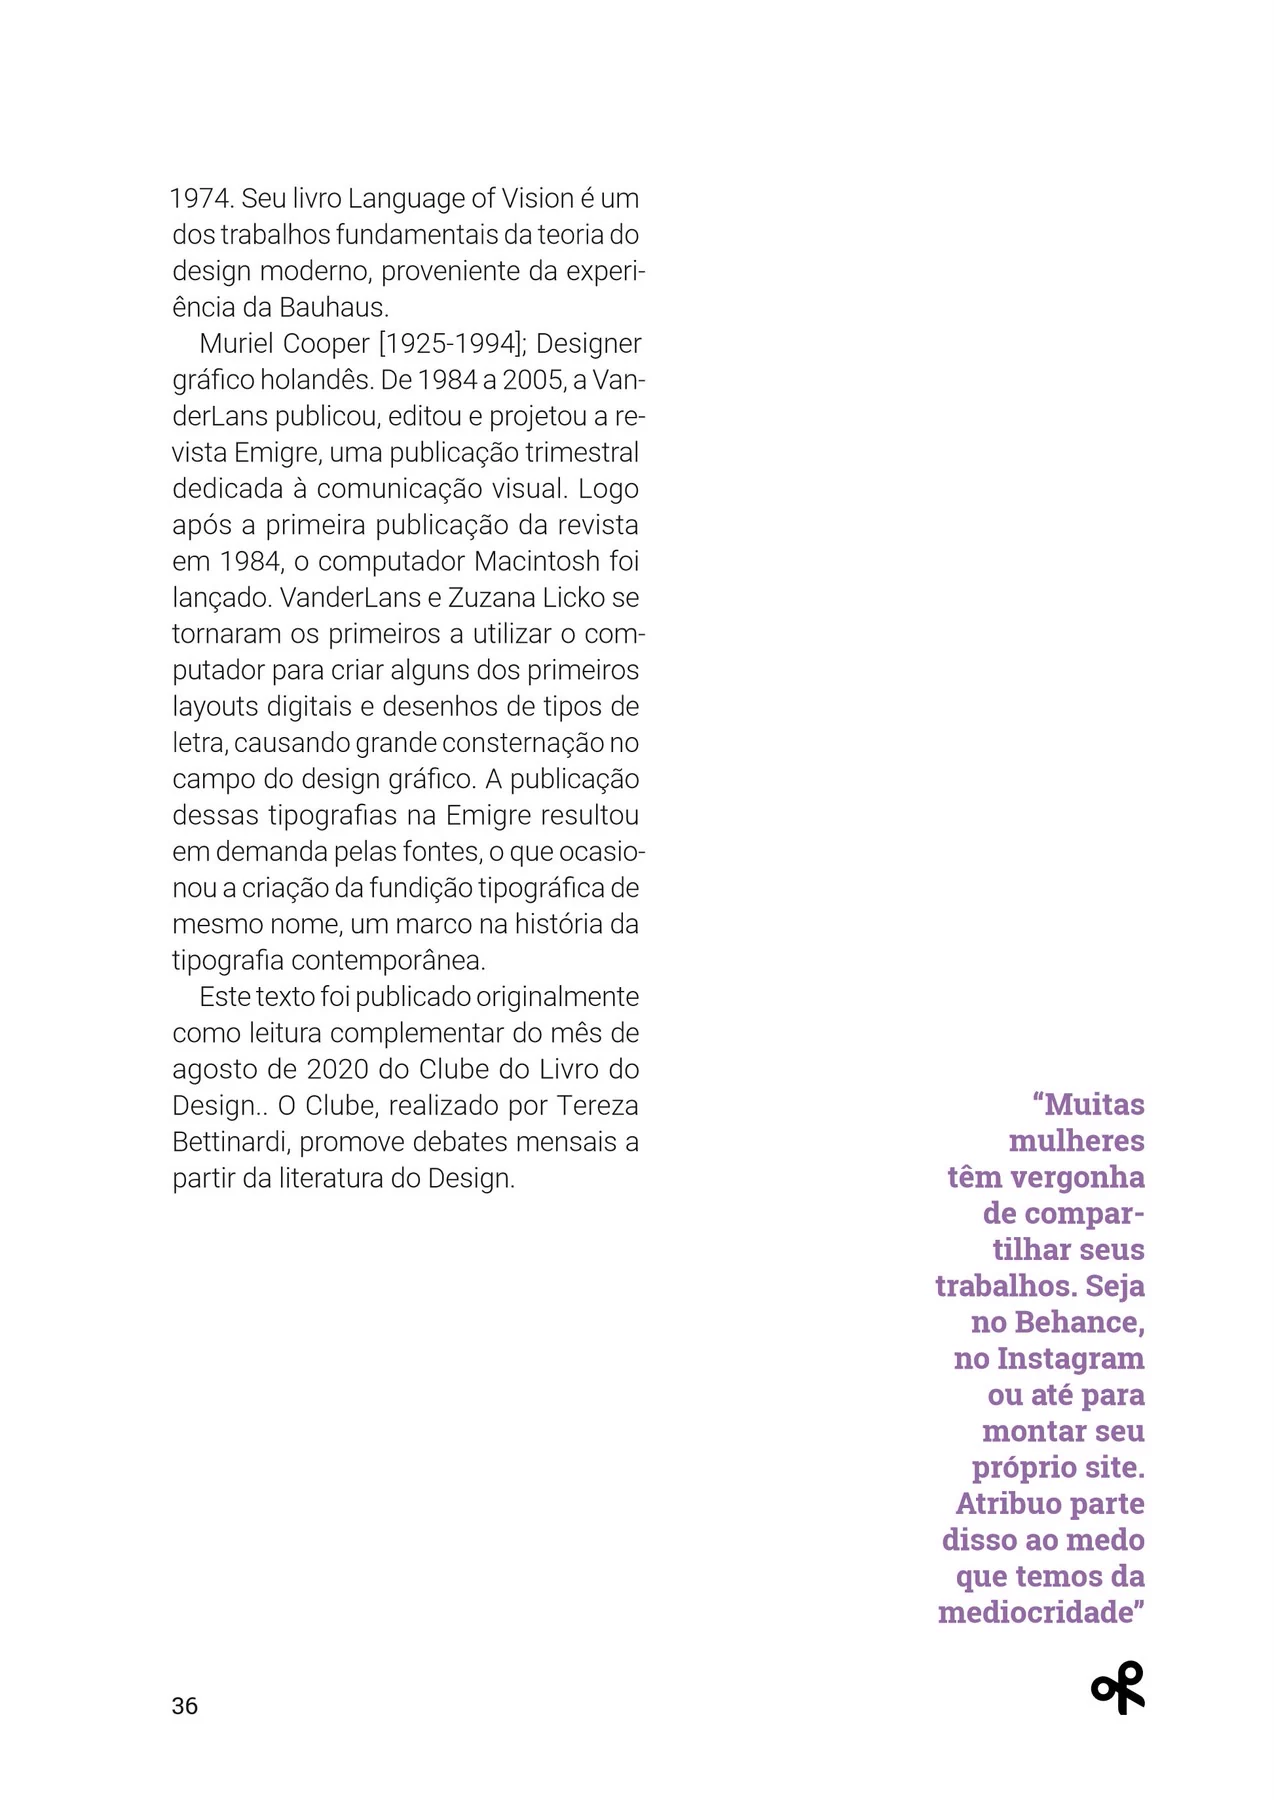 1974. Seu livro Language of Vision é um
dos trabalhos fundamentais da teoria do
design moderno, proveniente da experi-
ência da Bauhaus.
Muriel Cooper [1925-1994]; Designer
gráfico holandês. De 1984 a 2005, a Van-
derLans publicou, editou e projetou a re-
vista Emigre, uma publicação trimestral
dedicada à comunicação visual. Logo
após a primeira publicação da revista
em 1984, o computador Macintosh foi
lançado. VanderLans e Zuzana Licko se
tornaram os primeiros a utilizar o com-
putador para criar alguns dos primeiros
layouts digitais e desenhos de tipos de
letra, causando grande consternação no
campo do design gráfico. A publicação
dessas tipografias na Emigre resultou
em demanda pelas fontes, o que ocasio-
nou a criação da fundição tipográfica de
mesmo nome, um marco na história da
tipografia contemporânea.
Este texto foi publicado originalmente
como leitura complementar do mês de
agosto de 2020 do Clube do Livro do
Design.. O Clube, realizado por Tereza
Bettinardi, promove debates mensais a
partir da literatura do Design.
“Muitas
mulheres
têm vergonha
de compar-
tilhar seus
trabalhos. Seja
no Behance,
no Instagram
ou até para
montar seu
próprio site.
Atribuo parte
disso ao medo
que temos da
mediocridade”
36